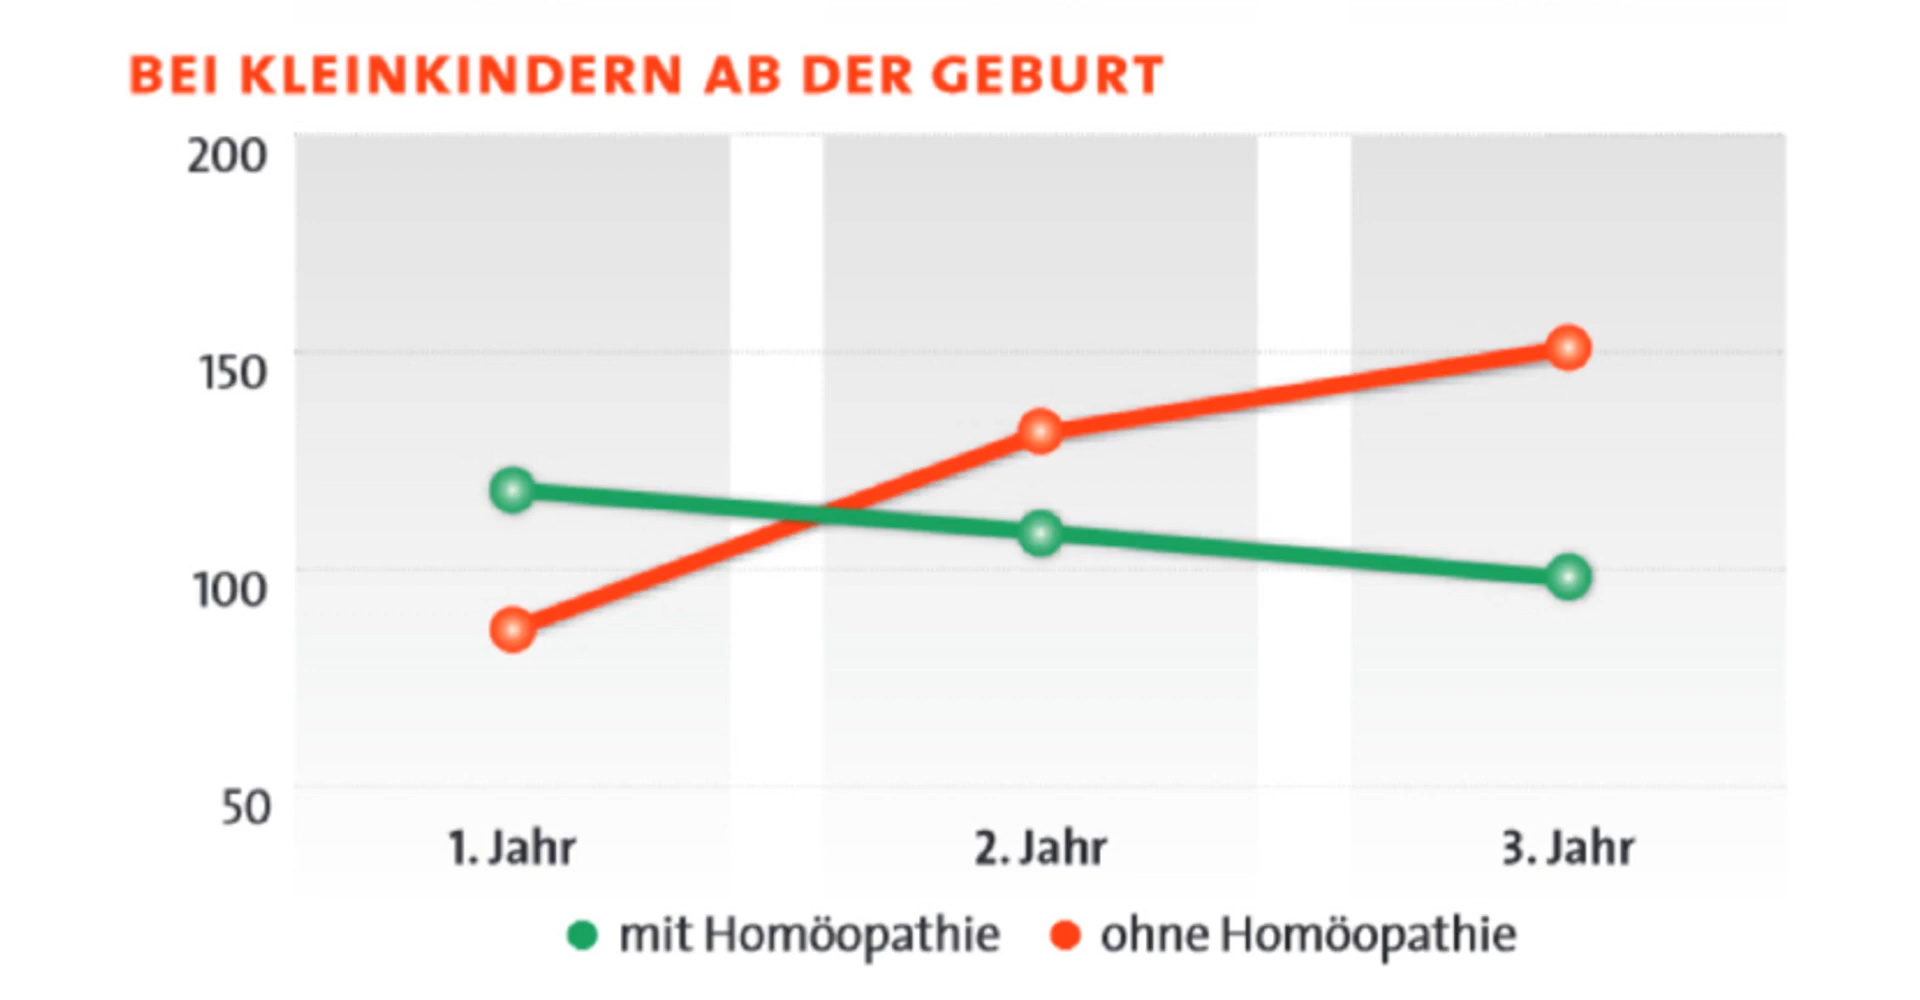 BEI KLEINKINDERN AB DER GEBURT
200
150
100
50
1. Jahr 2. Jahr 3. Jahr
mit Homöopathie ohne Homöopathie